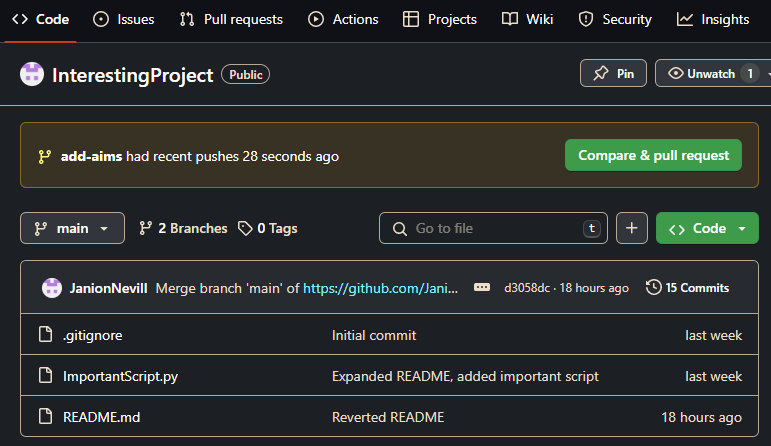 Code Issues Pull requests Actions Projects Wiki Security Insights
InterestingProject Public Pin Unwatch 1
add-aims had recent pushes 28 seconds ago Compare & pull request
main 2 Branches 0 Tags Go to file t Code
JanionNevill Merge branch 'main' of https://github.com/Jani... d3058dc · 18 hours ago 15 Commits
.gitignore Initial commit last week
ImportantScript.py Expanded README, added important script last week
README.md Reverted README 18 hours ago